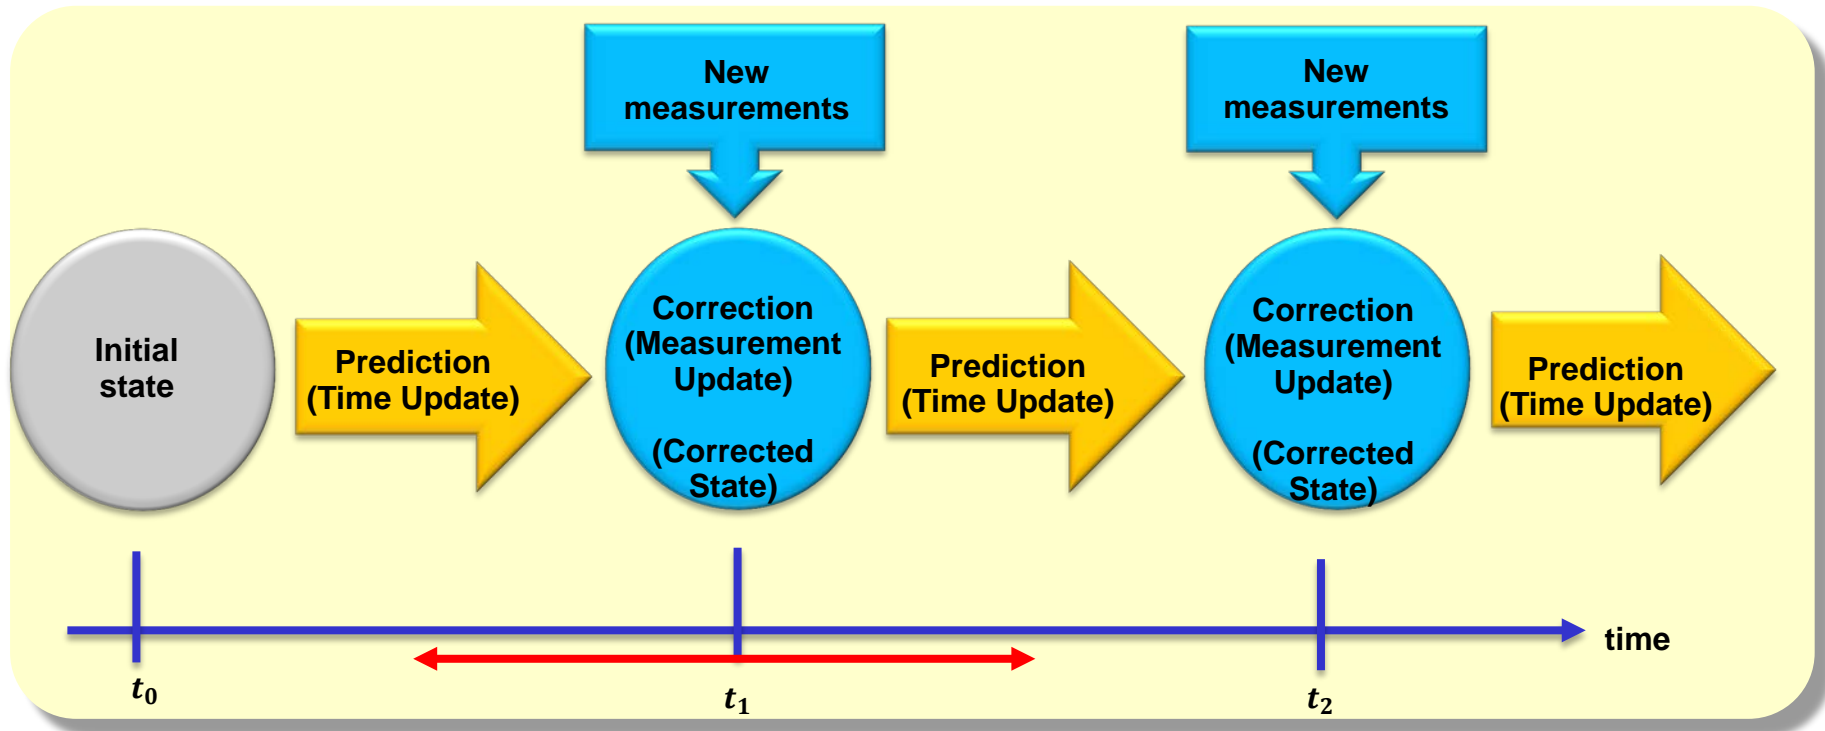 New
measurements
New
measurements
Initial
state
Prediction
(Time Update)
Correction
(Measurement
Update)
(Corrected
State)
Prediction
(Time Update)
Correction
(Measurement
Update)
(Corrected
State)
Prediction
(Time Update)
time
t₀
t₁
t₂